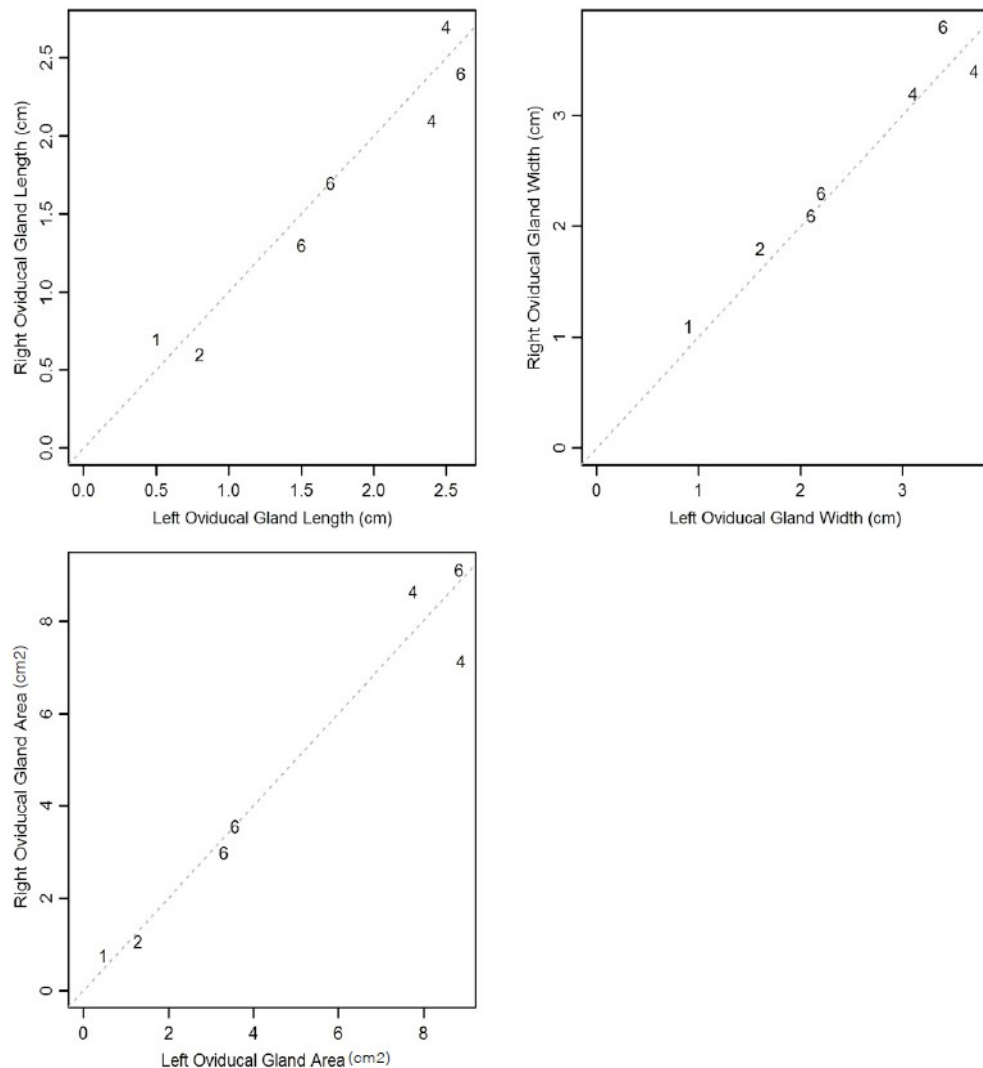 Right Oviducal Gland Length (cm)
0.0 0.5 1.0 1.5 2.0 2.5
4
6
4
6
6
1
2
0.0 0.5 1.0 1.5 2.0 2.5
Left Oviducal Gland Length (cm)
Right Oviducal Gland Width (cm)
0 1 2 3
6
4
4
6
6
2
1
0 1 2 3
Left Oviducal Gland Width (cm)
Right Oviducal Gland Area (cm2)
0 2 4 6 8
6
4
4
6
6
1
2
0 2 4 6 8
Left Oviducal Gland Area (cm2)